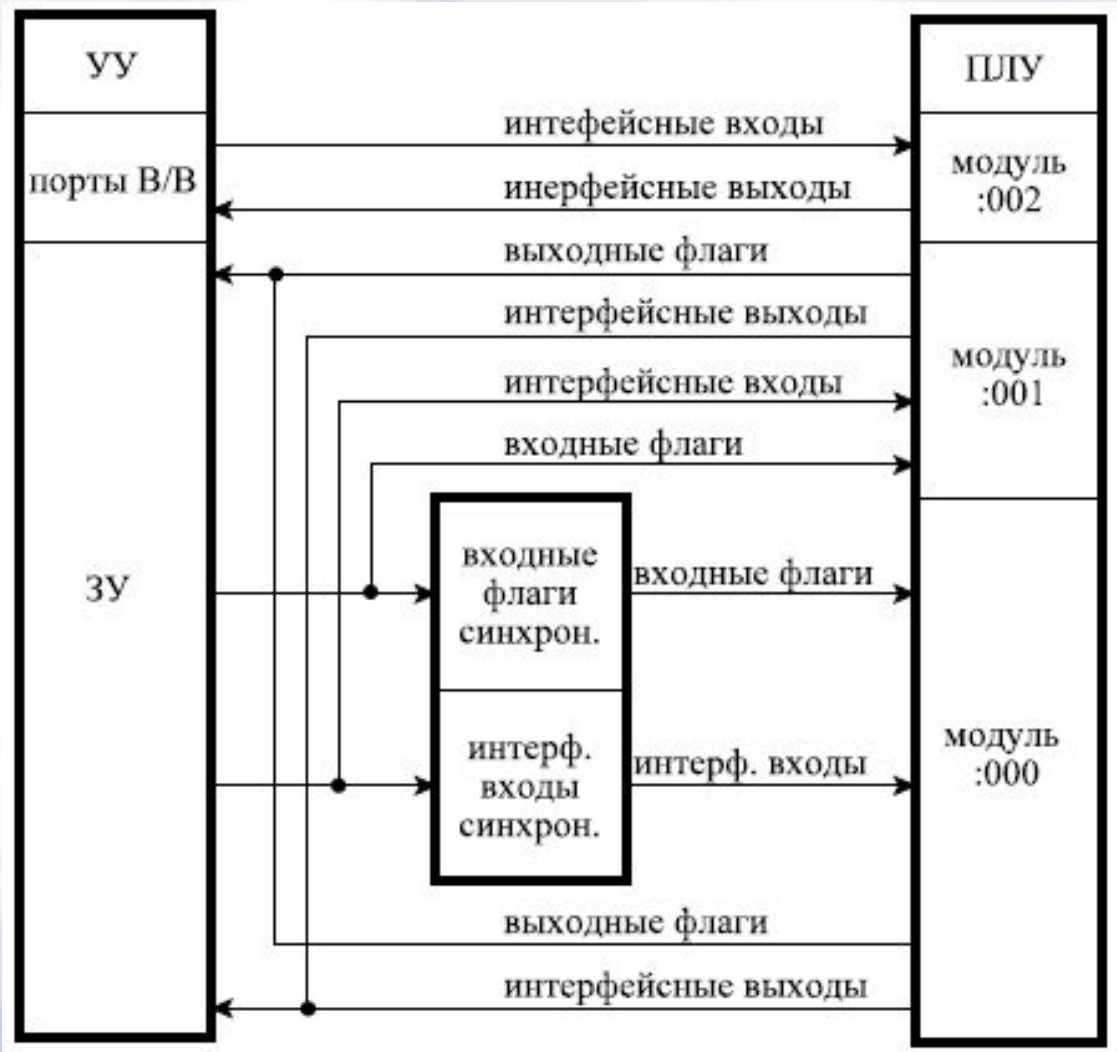 УУ
ПЛУ
интефейсные входы
порты В/В
модуль
:002
инерфейсные выходы
выходные флаги
интерфейсные выходы
модуль
:001
интерфейсные входы
входные флаги
ЗУ
входные
флаги
синхрон.
входные флаги
интерф.
входы
синхрон.
интерф. входы
модуль
:000
выходные флаги
интерфейсные выходы